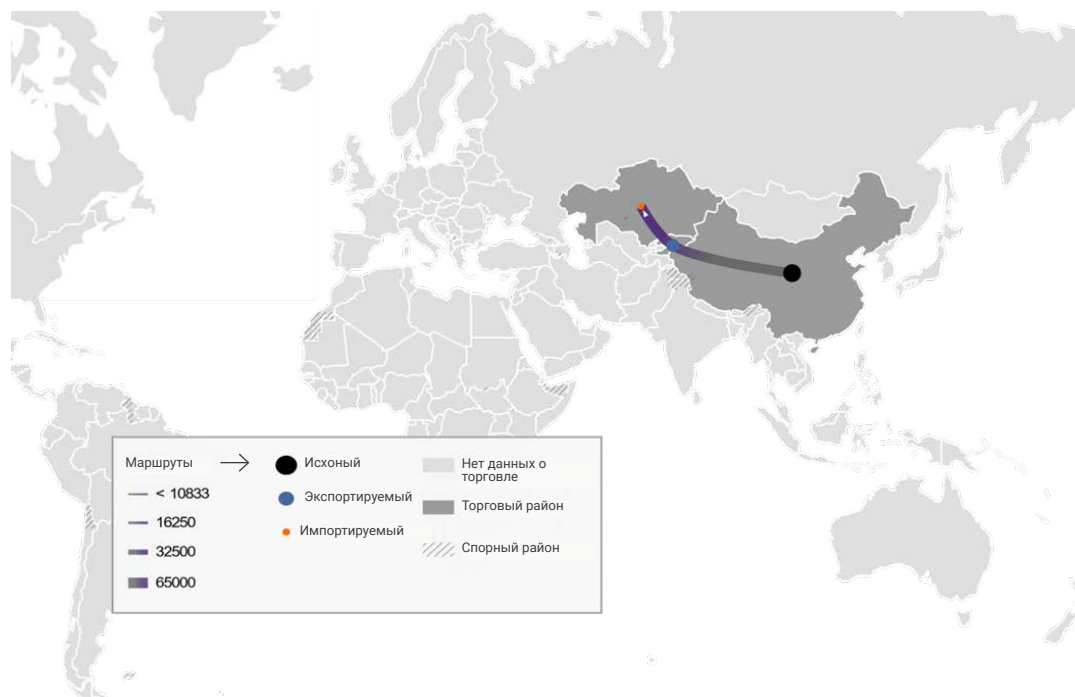 Маршруты
< 10833
16250
32500
65000
Исхоный
Экспортируемый
Импортируемый
Нет данных о
торговле
Торговый район
Спорный район